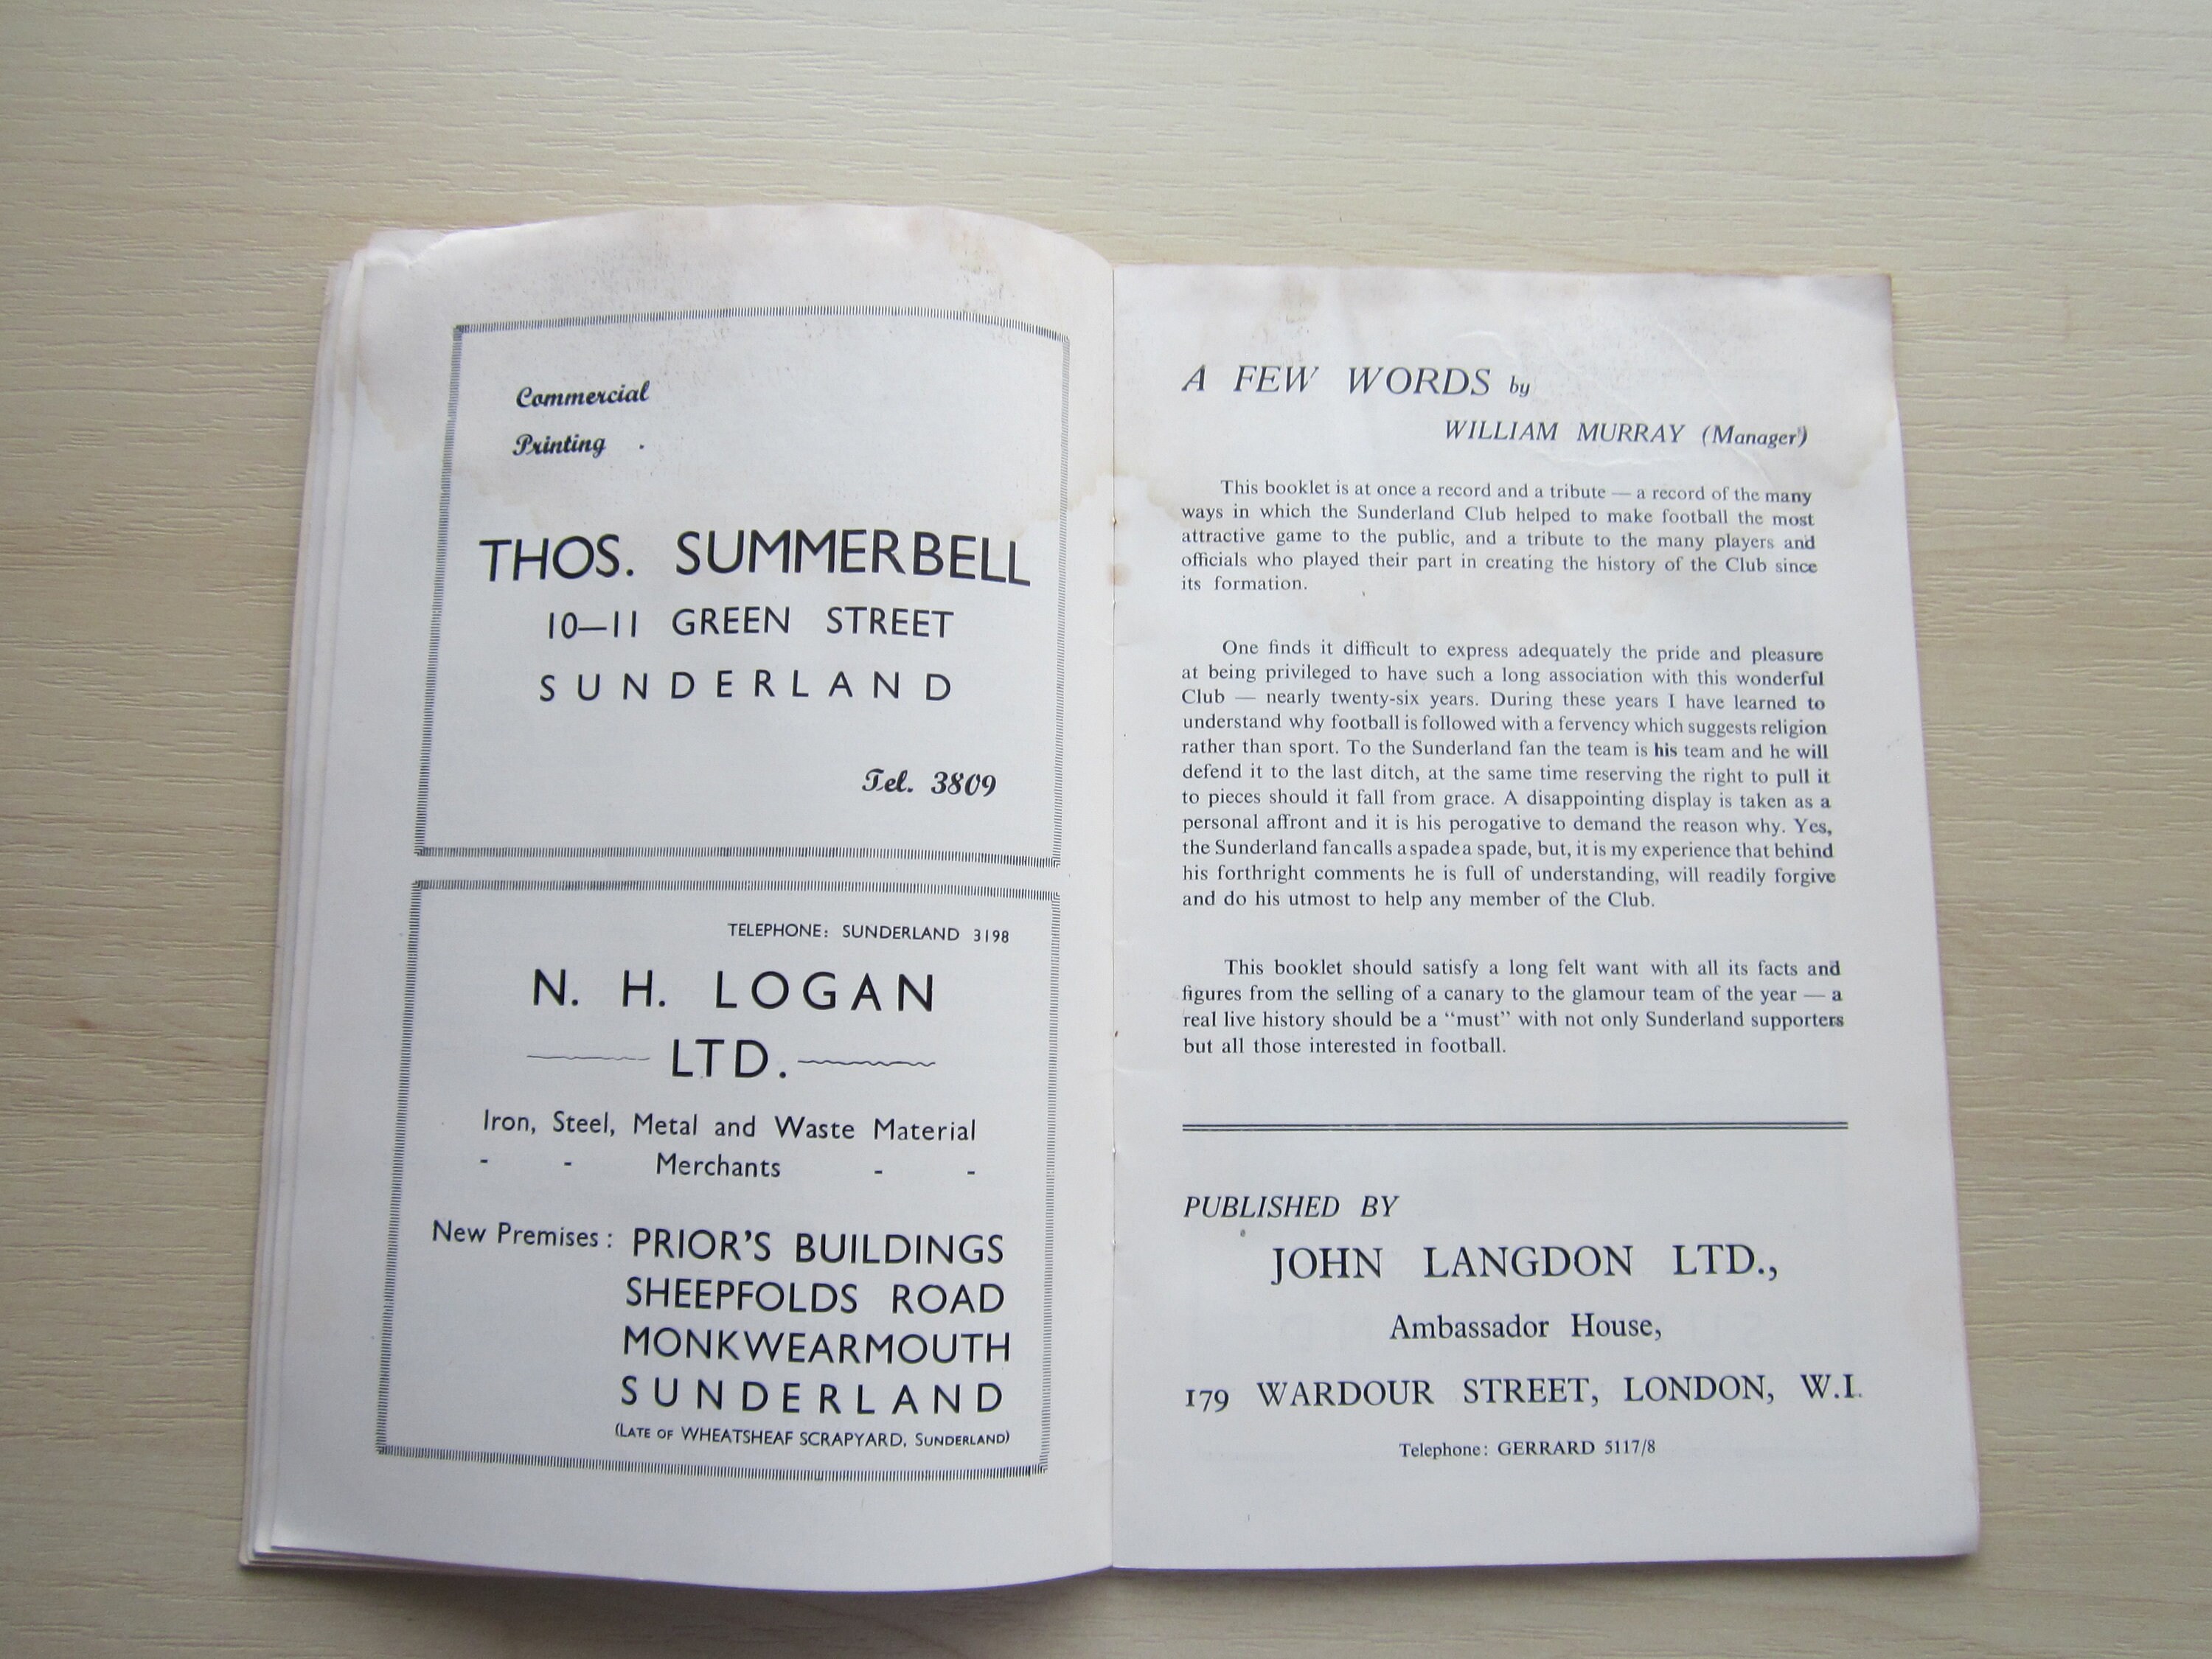 Commercial
Printing .
THOS. SUMMERBELL
10—11 GREEN STREET
SUNDERLAND
Tel. 3809
TELEPHONE: SUNDERLAND 3198
N. H. LOGAN
LTD.
Iron, Steel, Metal and Waste Material
- - Merchants - -
New Premises : PRIOR'S BUILDINGS
SHEEPFOLDS ROAD
MONKWEARMOUTH
SUNDERLAND
(LATE OF WHEATSHEAF SCRAPYARD, SUNDERLAND)
A FEW WORDS by
WILLIAM MURRAY (Manager)
This booklet is at once a record and a tribute — a record of the many
ways in which the Sunderland Club helped to make football the most
attractive game to the public, and a tribute to the many players and
officials who played their part in creating the history of the Club since
its formation.
One finds it difficult to express adequately the pride and pleasure
at being privileged to have such a long association with this wonderful
Club — nearly twenty-six years. During these years I have learned to
understand why football is followed with a fervency which suggests religion
rather than sport. To the Sunderland fan the team is his team and he will
defend it to the last ditch, at the same time reserving the right to pull it
to pieces should it fall from grace. A disappointing display is taken as a
personal affront and it is his perogative to demand the reason why. Yes,
the Sunderland fan calls a spade a spade, but, it is my experience that behind
his forthright comments he is full of understanding, will readily forgive
and do his utmost to help any member of the Club.
This booklet should satisfy a long felt want with all its facts and
figures from the selling of a canary to the glamour team of the year — a
real live history should be a "must" with not only Sunderland supporters
but all those interested in football.
PUBLISHED BY
JOHN LANGDON LTD.,
Ambassador House,
179 WARDOUR STREET, LONDON, W.1.
Telephone: GERRARD 5117/8